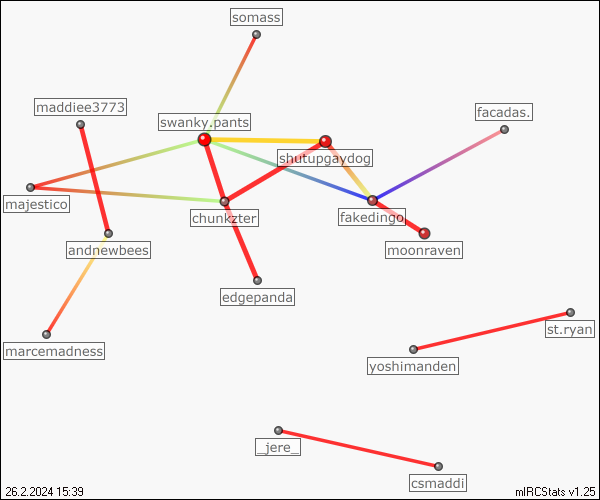 somass
maddiee3773
facadas.
swanky.pants
shutupgaydog
majestico
chunkzter
fakedingo
andnewbees
moonraven
edgepanda
st.ryan
marcemadness
yoshimanden
_jere_
csmaddi
26.2.2024 15:39
mIRCStats v1.25